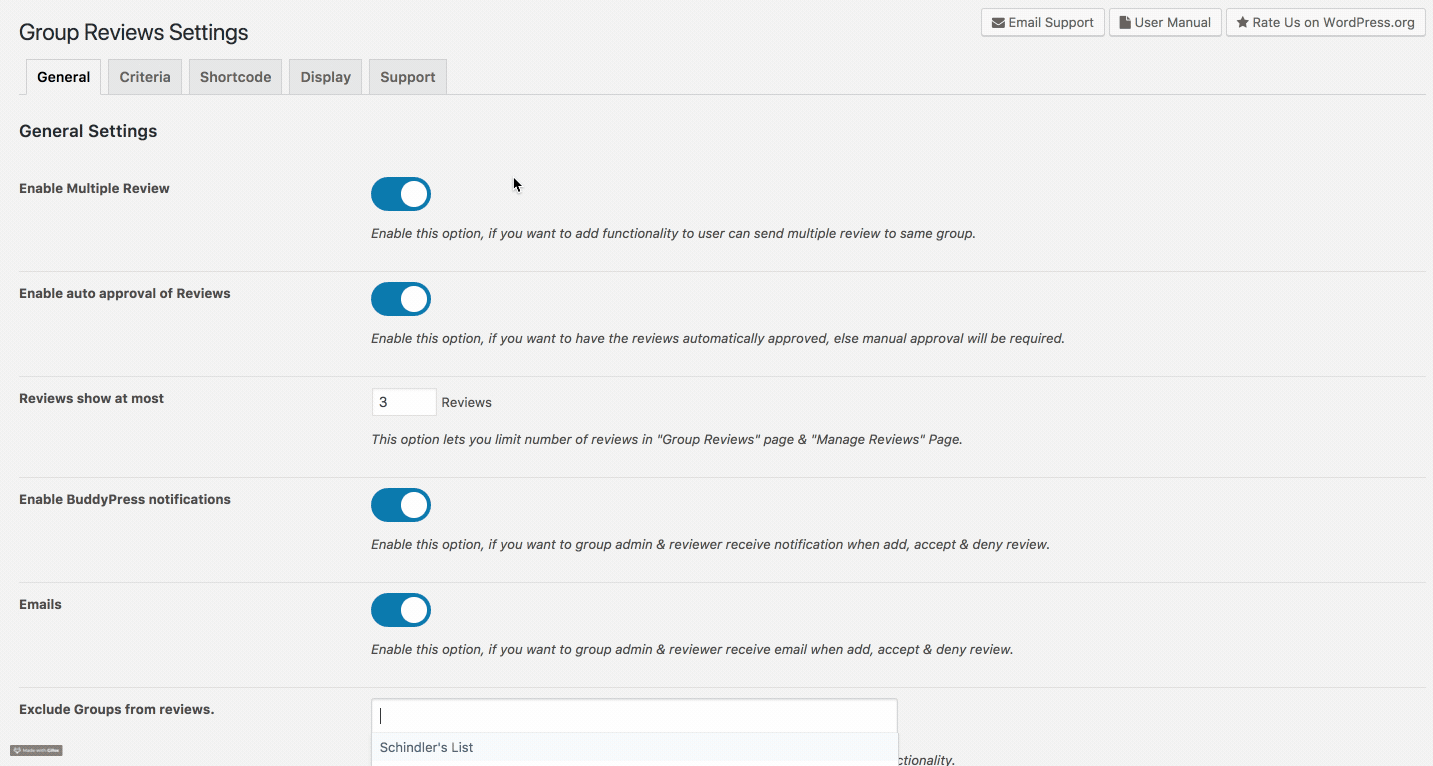 Group Reviews Settings
Email Support
User Manual
Rate Us on WordPress.org
General
Criteria
Shortcode
Display
Support
General Settings
Enable Multiple Review
Enable this option, if you want to add functionality to user can send multiple review to same group.
Enable auto approval of Reviews
Enable this option, if you want to have the reviews automatically approved, else manual approval will be required.
Reviews show at most
3 Reviews
This option lets you limit number of reviews in "Group Reviews" page & "Manage Reviews" Page.
Enable BuddyPress notifications
Enable this option, if you want to group admin & reviewer receive notification when add, accept & deny review.
Emails
Enable this option, if you want to group admin & reviewer receive email when add, accept & deny review.
Exclude Groups from reviews.
Schindler's List
Made with
ctionality.